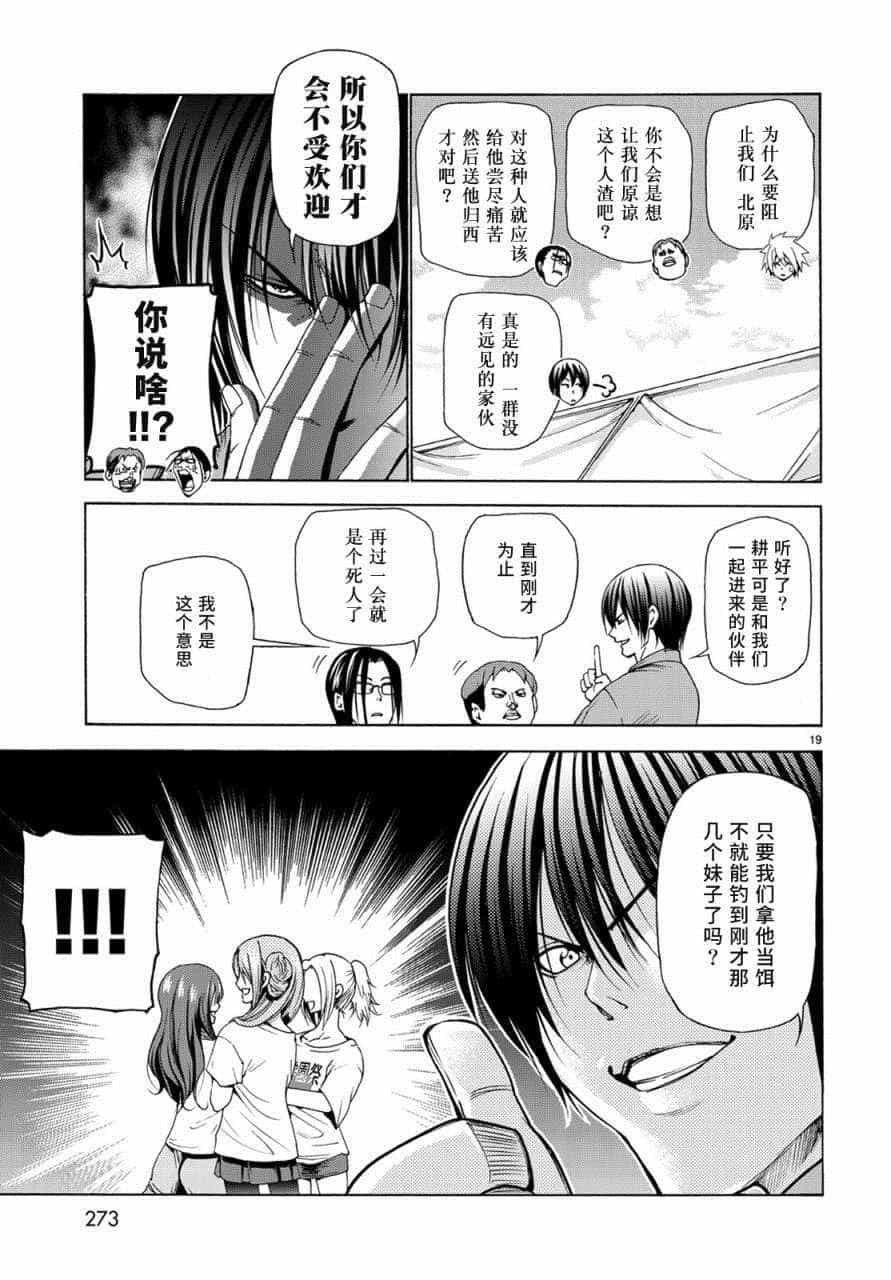 为什么要阻
止我们 北原
你不会是想
让我们原谅
这个人渣吧？
对这种人就应该
给他尝尽痛苦
然后送他归西
才对吧？
真是的 一群没
有远见的家伙
所以你们才
会不受欢迎
你说啥
!!?
听好了？
耕平可是和我们
一起进来的伙伴
直到刚才
为止
再过一会就
是个死人了
我不是
这个意思
19
只要我们拿他当饵
不就能钓到刚才那
几个妹子了吗？
!!!
273